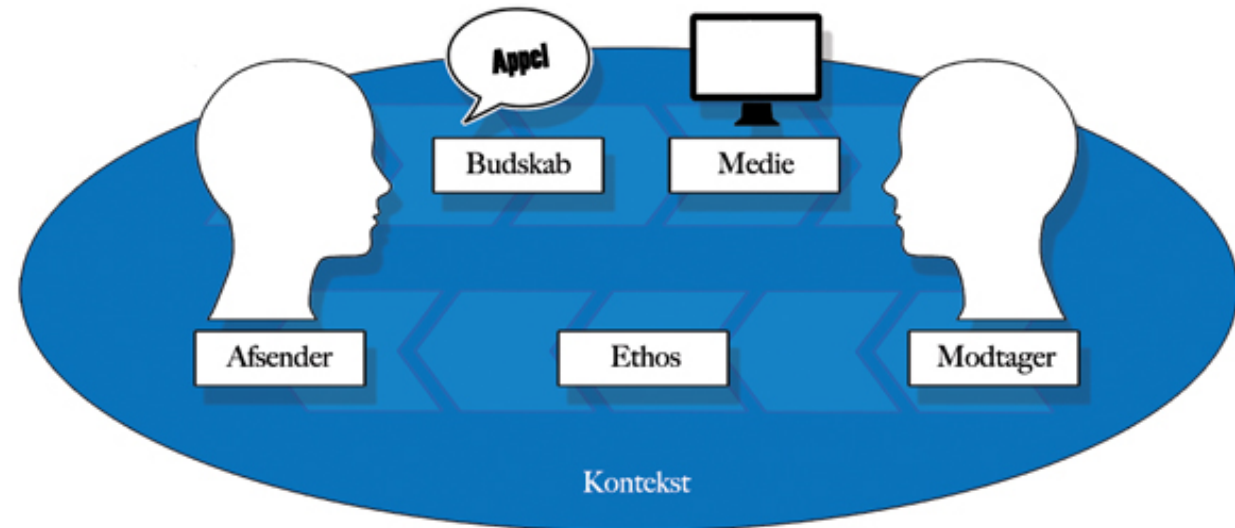 Appel
Budskab
Medie
Afsender
Ethos
Modtager
Kontekst